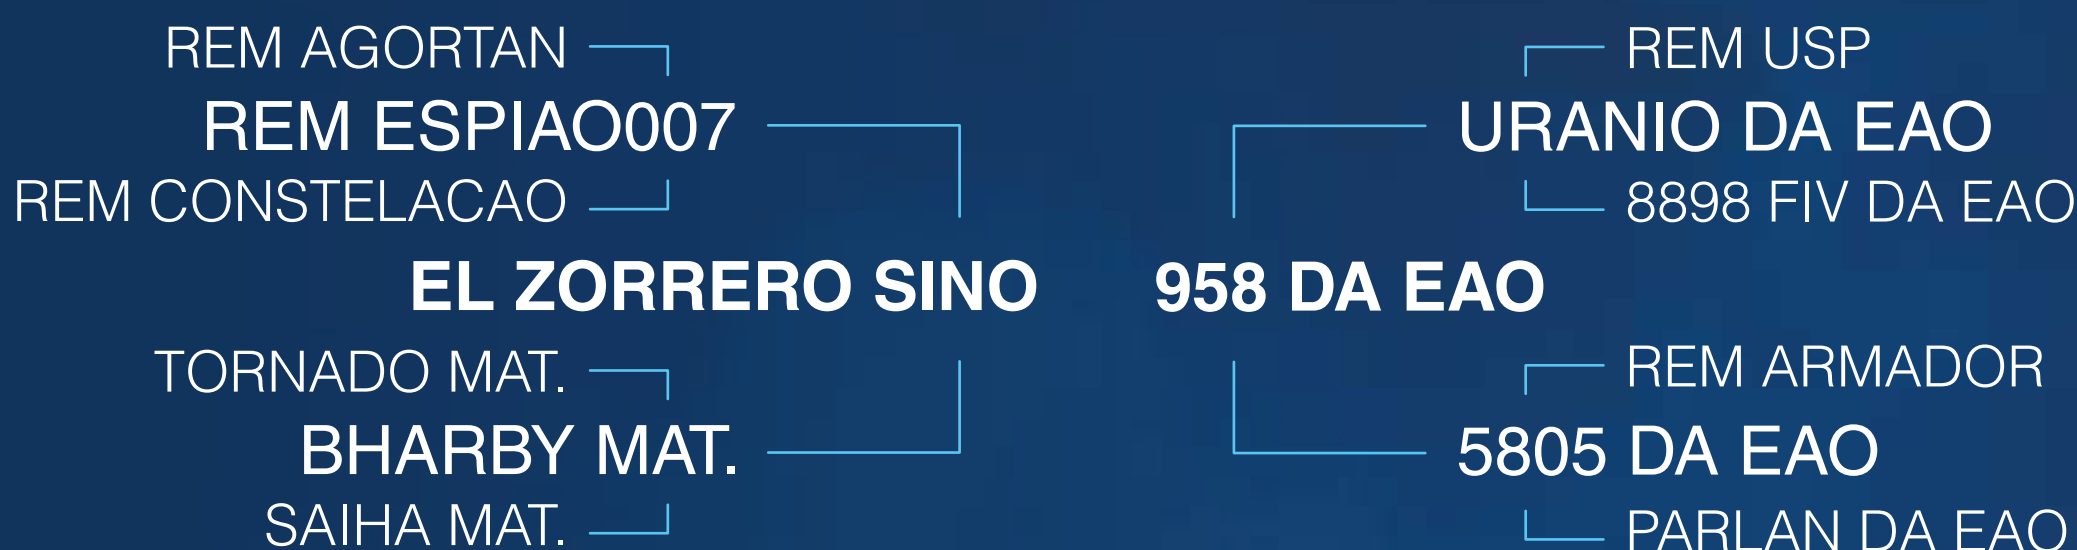 REM AGORTAN
REM ESPIAO007
REM CONSTELACAO
EL ZORRERO SINO
TORNADO MAT.
BHARBY MAT.
SAIHA MAT.
REM USP
URANIO DA EAO
8898 FIV DA EAO
958 DA EAO
REM ARMADOR
5805 DA EAO
PARLAN DA EAO